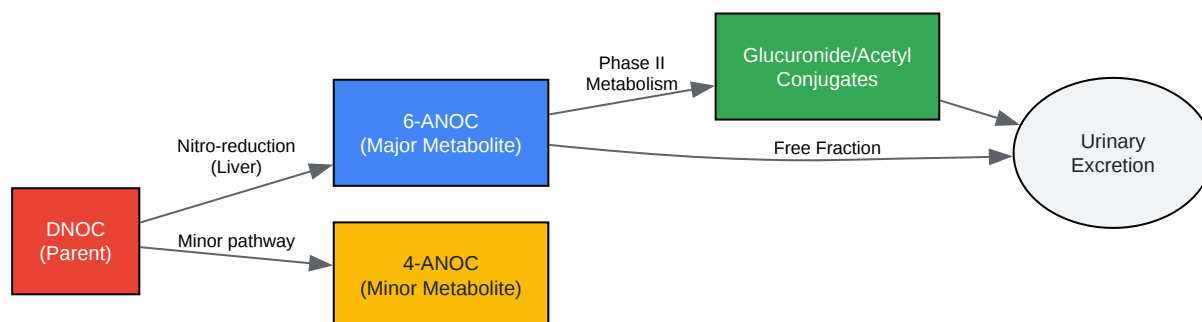 DNOC
(Parent)
Nitro-reduction
(Liver)
Minor pathway
6-ANOC
(Major Metabolite)
4-ANOC
(Minor Metabolite)
Phase II
Metabolism
Free Fraction
Glucuronide/Acetyl
Conjugates
Urinary
Excretion